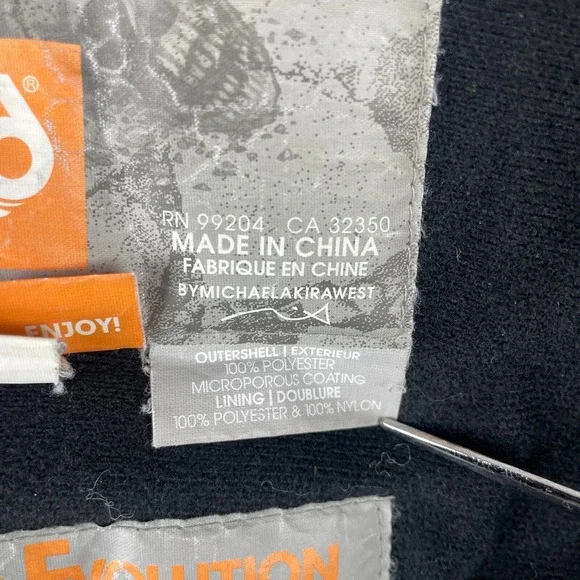 ®
ENJOY!
RN 99204 CA 32350
MADE IN CHINA
FABRIQUE EN CHINE
BYMICHAELAKIRAWEST
OUTERSHELL | EXTERIEUR
100% POLYESTER
MICROPOROUS COATING
LINING | DOUBLURE
100% POLYESTER & 100% NYLON
EVOLUTION